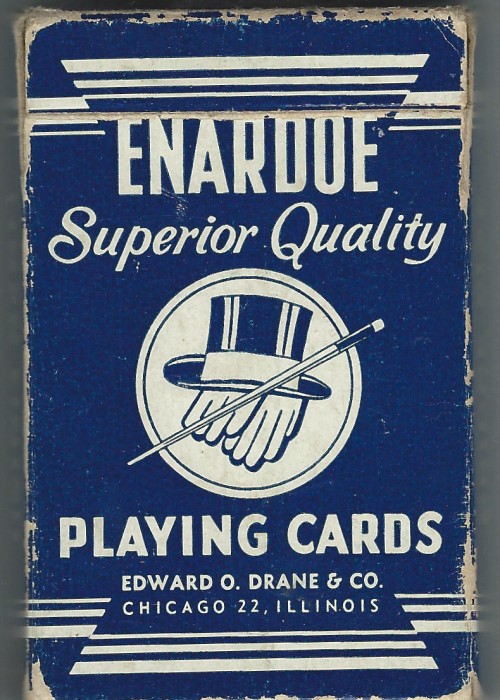 ENARDOE
Superior Quality
PLAYING CARDS
EDWARD O. DRANE & CO.
CHICAGO 22, ILLINOIS